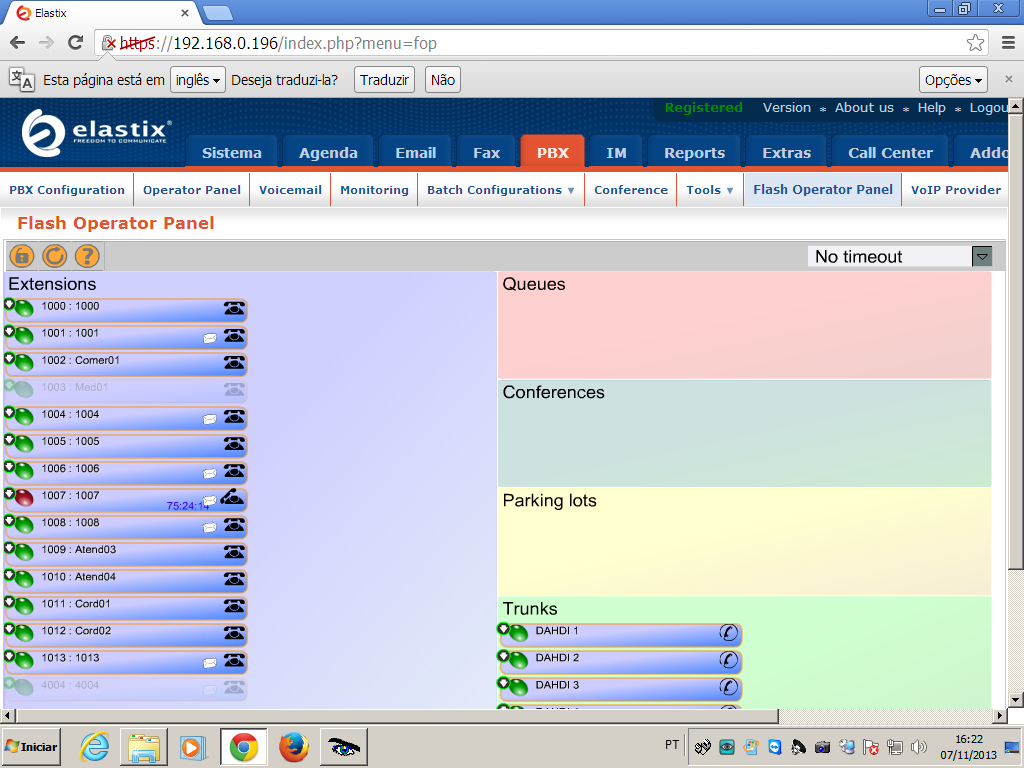 Elastix
https://192.168.0.196/index.php?menu=fop
Esta página está em inglês Deseja traduzi-la? Traduzir Não Opções
Registered Version About us Help Logou
elastix
FREEDOM TO COMMUNICATE
Sistema Agenda Email Fax PBX IM Reports Extras Call Center Addo
PBX Configuration Operator Panel Voicemail Monitoring Batch Configurations Conference Tools Flash Operator Panel VoIP Provider
Flash Operator Panel
No timeout
Extensions
1000 : 1000
1001 : 1001
1002 : Comer01
1003 : Med01
1004 : 1004
1005 : 1005
1006 : 1006
1007 : 1007
75:24:14
1008 : 1008
1009 : Atend03
1010 : Atend04
1011 : Cord01
1012 : Cord02
1013 : 1013
4004 : 4004
Queues
Conferences
Parking lots
Trunks
DAHDI 1
DAHDI 2
DAHDI 3
Iniciar
PT
16:22
07/11/2013